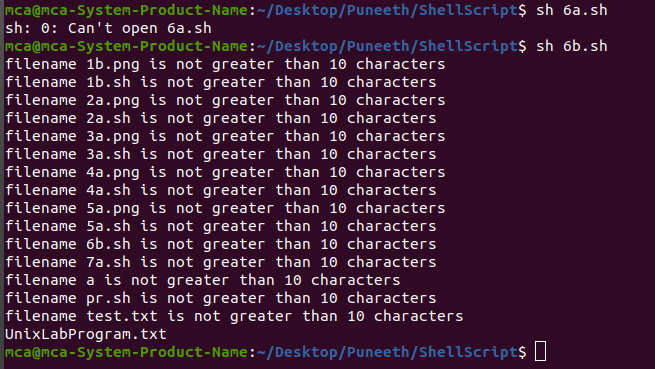 mca@mca-System-Product-Name:~/Desktop/Puneeth/ShellScript$ sh 6a.sh
sh: 0: Can't open 6a.sh
mca@mca-System-Product-Name:~/Desktop/Puneeth/ShellScript$ sh 6b.sh
filename 1b.png is not greater than 10 characters
filename 1b.sh is not greater than 10 characters
filename 2a.png is not greater than 10 characters
filename 2a.sh is not greater than 10 characters
filename 3a.png is not greater than 10 characters
filename 3a.sh is not greater than 10 characters
filename 4a.png is not greater than 10 characters
filename 4a.sh is not greater than 10 characters
filename 5a.png is not greater than 10 characters
filename 5a.sh is not greater than 10 characters
filename 6b.sh is not greater than 10 characters
filename 7a.sh is not greater than 10 characters
filename a is not greater than 10 characters
filename pr.sh is not greater than 10 characters
filename test.txt is not greater than 10 characters
UnixLabProgram.txt
mca@mca-System-Product-Name:~/Desktop/Puneeth/ShellScript$